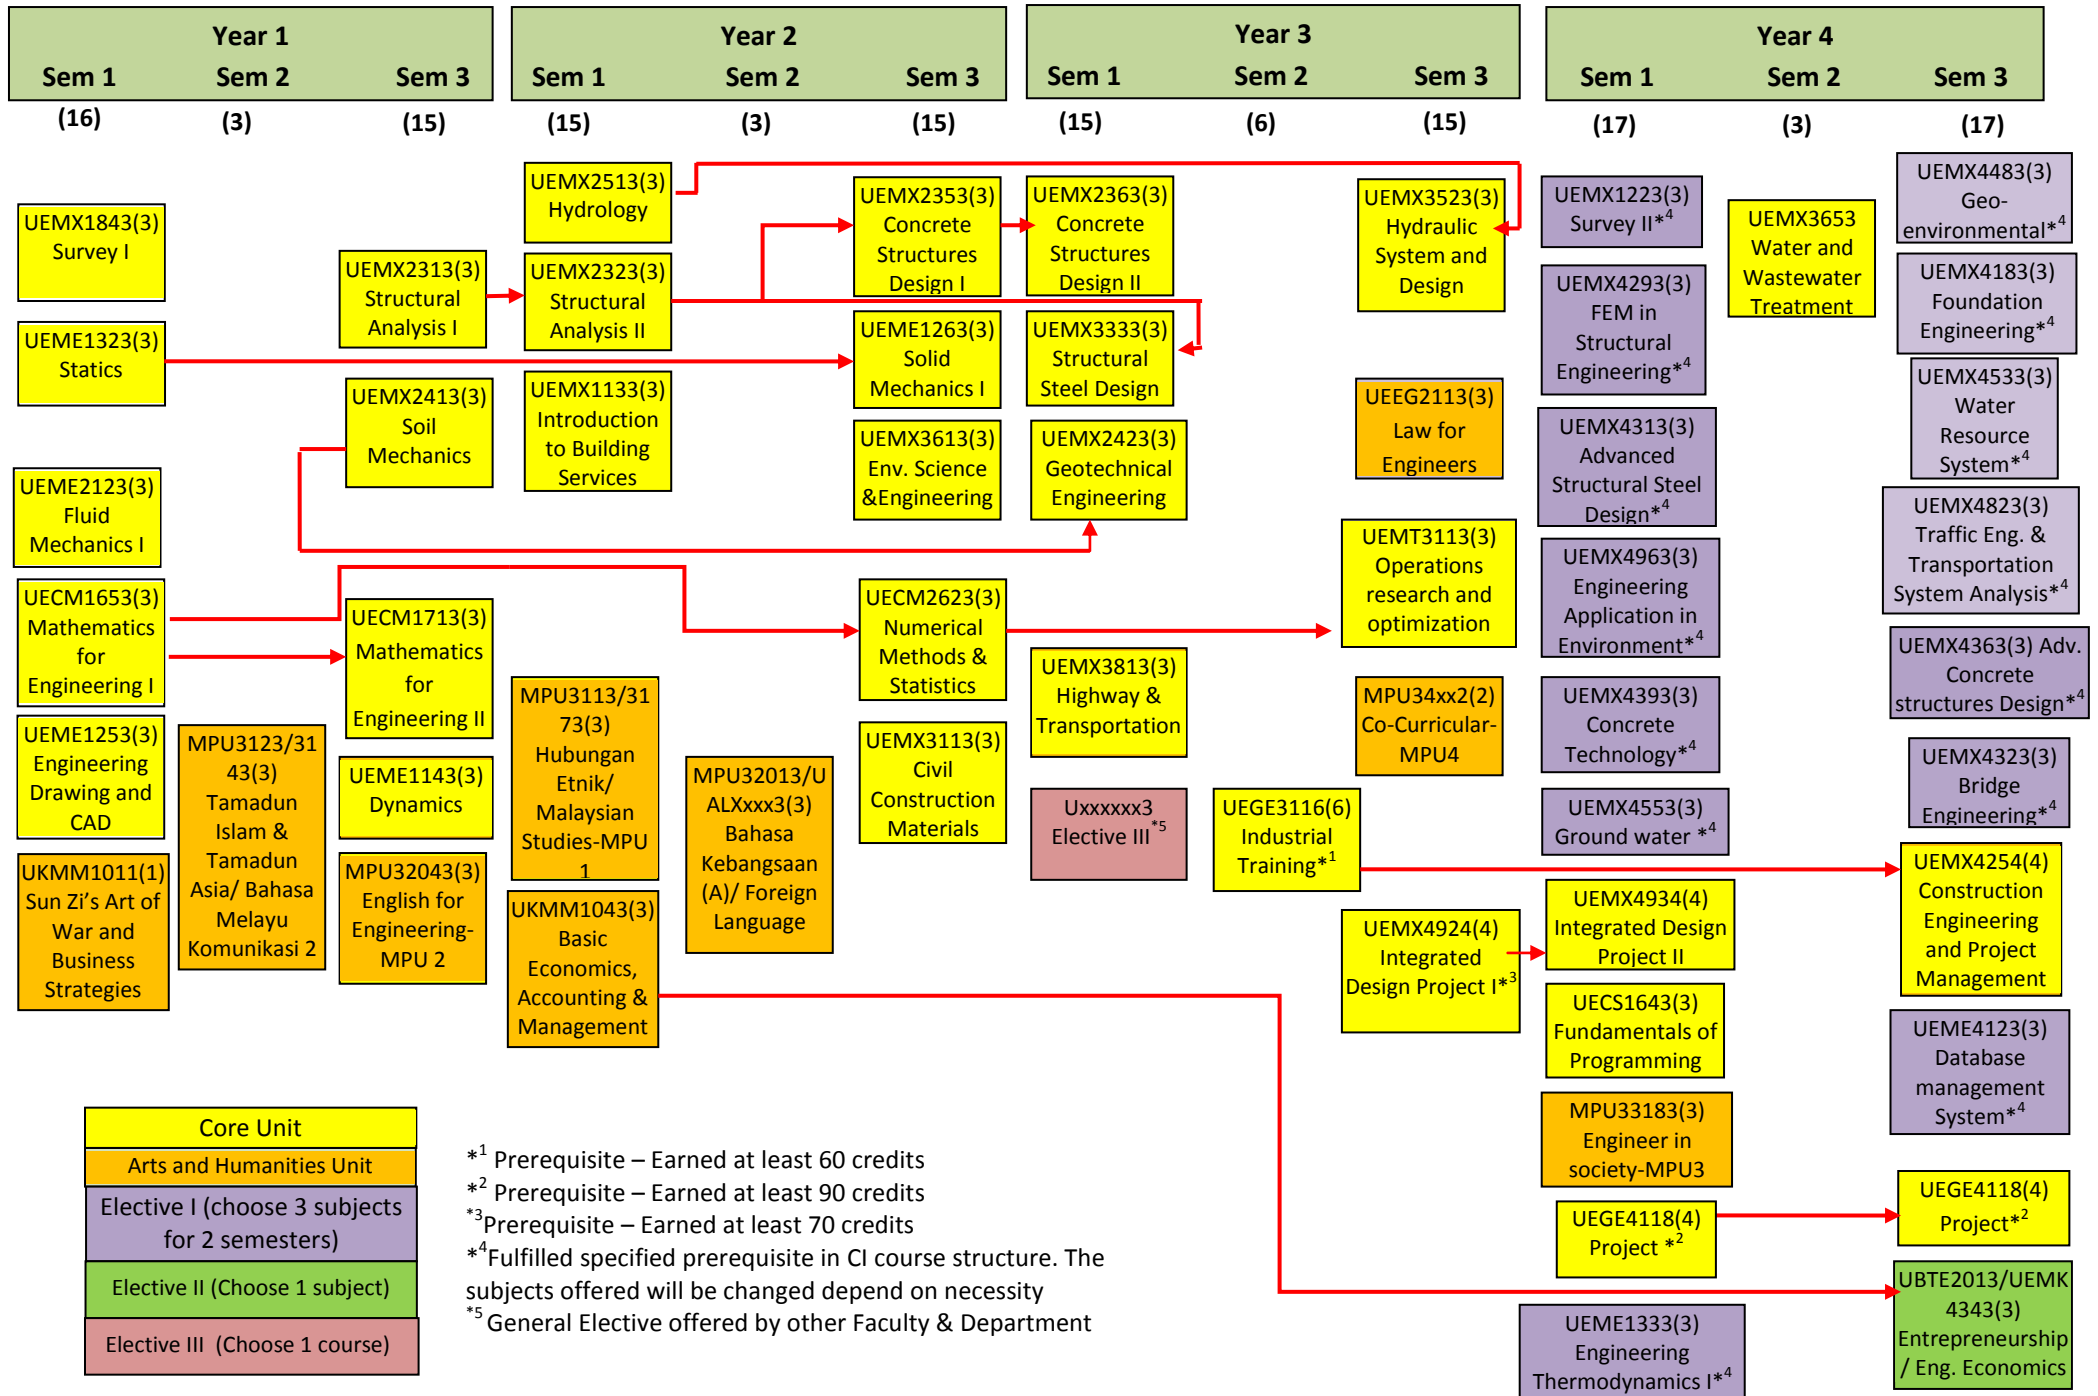 Year 1
Sem 1 Sem 2 Sem 3
Year 2
Sem 1 Sem 2 Sem 3
Year 3
Sem 1 Sem 2 Sem 3
Year 4
Sem 1 Sem 2 Sem 3
(16) (3) (15) (15) (3) (15) (15) (6) (15) (17) (3) (17)
UEMX1843(3)
Survey I
UEME1323(3)
Statics
UEME2123(3)
Fluid
Mechanics I
UECM1653(3)
Mathematics
for
Engineering I
UEME1253(3)
Engineering
Drawing and
CAD
UKMM1011(1)
Sun Zi’s Art of
War and
Business
Strategies
MPU3123/31
43(3)
Tamadun
Islam &
Tamadun
Asia/ Bahasa
Melayu
Komunikasi 2
UEMX2313(3)
Structural
Analysis I
UEMX2413(3)
Soil
Mechanics
UECM1713(3)
Mathematics
for
Engineering II
UEME1143(3)
Dynamics
MPU32043(3)
English for
Engineering-
MPU 2
UEMX2513(3)
Hydrology
UEMX2323(3)
Structural
Analysis II
UEMX1133(3)
Introduction
to Building
Services
MPU3113/31
73(3)
Hubungan
Etnik/
Malaysian
Studies-MPU
1
UKMM1043(3)
Basic
Economics,
Accounting &
Management
MPU32013/U
ALXxxx3(3)
Bahasa
Kebangsaan
(A)/ Foreign
Language
UEMX2353(3)
Concrete
Structures
Design I
UEME1263(3)
Solid
Mechanics I
UEMX3613(3)
Env. Science
&Engineering
UECM2623(3)
Numerical
Methods &
Statistics
UEMX3113(3)
Civil
Construction
Materials
UEMX2363(3)
Concrete
Structures
Design II
UEMX3333(3)
Structural
Steel Design
UEMX2423(3)
Geotechnical
Engineering
UEMX3813(3)
Highway &
Transportation
Uxxxxxx3
Elective III*5
UEGE3116(6)
Industrial
Training*1
UEMX3523(3)
Hydraulic
System and
Design
UEEG2113(3)
Law for
Engineers
UEMT3113(3)
Operations
research and
optimization
MPU34xx2(2)
Co-Curricular-
MPU4
UEMX4924(4)
Integrated
Design Project I*3
UEMX1223(3)
Survey II*4
UEMX4293(3)
FEM in
Structural
Engineering*4
UEMX4313(3)
Advanced
Structural Steel
Design*4
UEMX4963(3)
Engineering
Application in
Environment*4
UEMX4393(3)
Concrete
Technology*4
UEMX4553(3)
Ground water *4
UEMX4934(4)
Integrated Design
Project II
UECS1643(3)
Fundamentals of
Programming
MPU33183(3)
Engineer in
society-MPU3
UEGE4118(4)
Project *2
UEME1333(3)
Engineering
Thermodynamics I*4
UEMX3653
Water and
Wastewater
Treatment
UEMX4483(3)
Geo-
environmental*4
UEMX4183(3)
Foundation
Engineering*4
UEMX4533(3)
Water
Resource
System*4
UEMX4823(3)
Traffic Eng. &
Transportation
System Analysis*4
UEMX4363(3) Adv.
Concrete
structures Design*4
UEMX4323(3)
Bridge
Engineering*4
UEMX4254(4)
Construction
Engineering
and Project
Management
UEME4123(3)
Database
management
System*4
UEGE4118(4)
Project*2
UBTE2013/UEMK
4343(3)
Entrepreneurship
/ Eng. Economics
Core Unit
Arts and Humanities Unit
Elective I (choose 3 subjects
for 2 semesters)
Elective II (Choose 1 subject)
Elective III (Choose 1 course)
*1 Prerequisite – Earned at least 60 credits
*2 Prerequisite – Earned at least 90 credits
*3Prerequisite – Earned at least 70 credits
*4Fulfilled specified prerequisite in CI course structure. The
subjects offered will be changed depend on necessity
*5 General Elective offered by other Faculty & Department